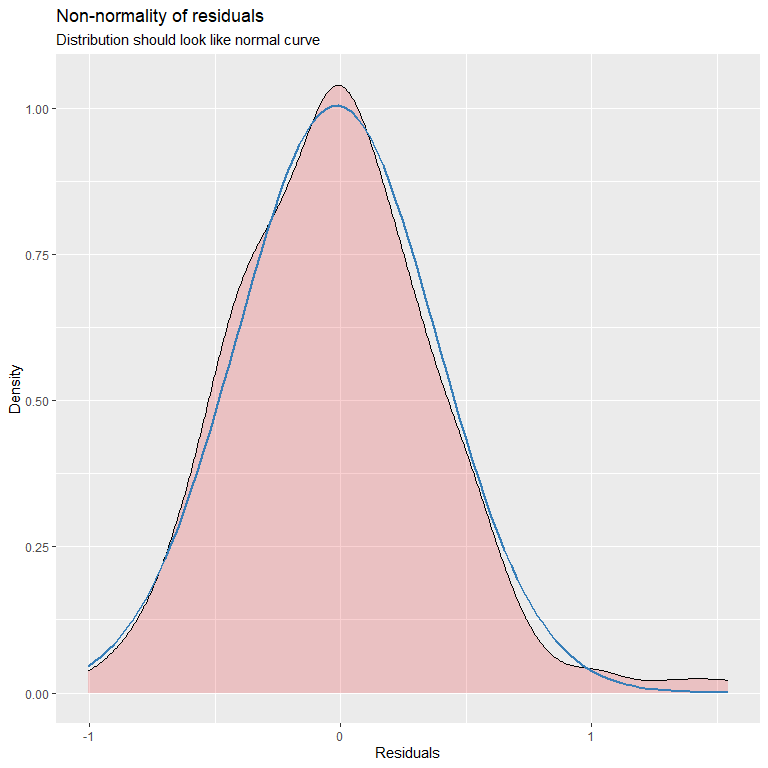 Non-normality of residuals
Distribution should look like normal curve
1.00
0.75
0.50
0.25
0.00
Density
-1
0
1
Residuals